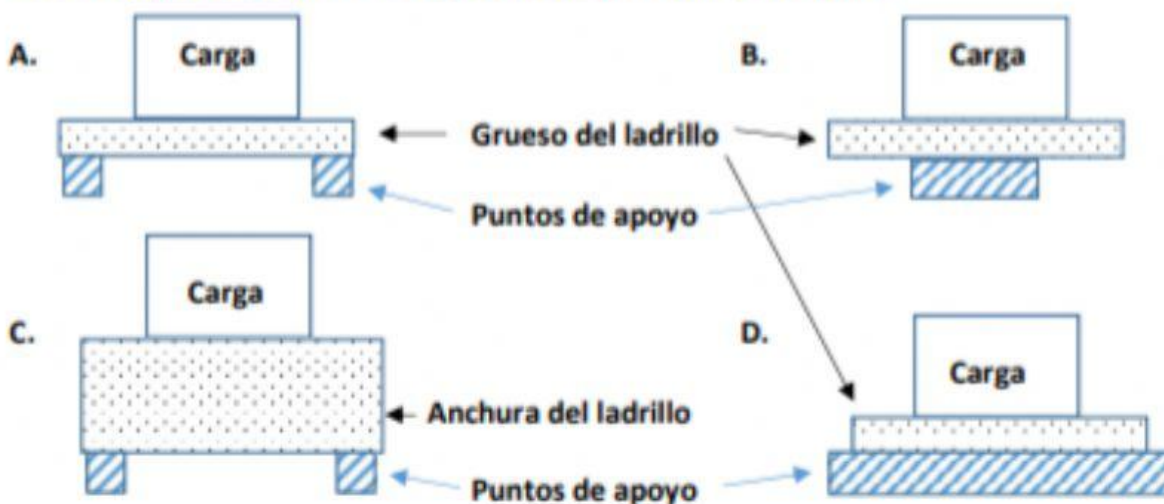 A.
Carga
B.
Carga
Grueso del ladrillo
Puntos de apoyo
C.
Carga
D.
Carga
Anchura del ladrillo
Puntos de apoyo